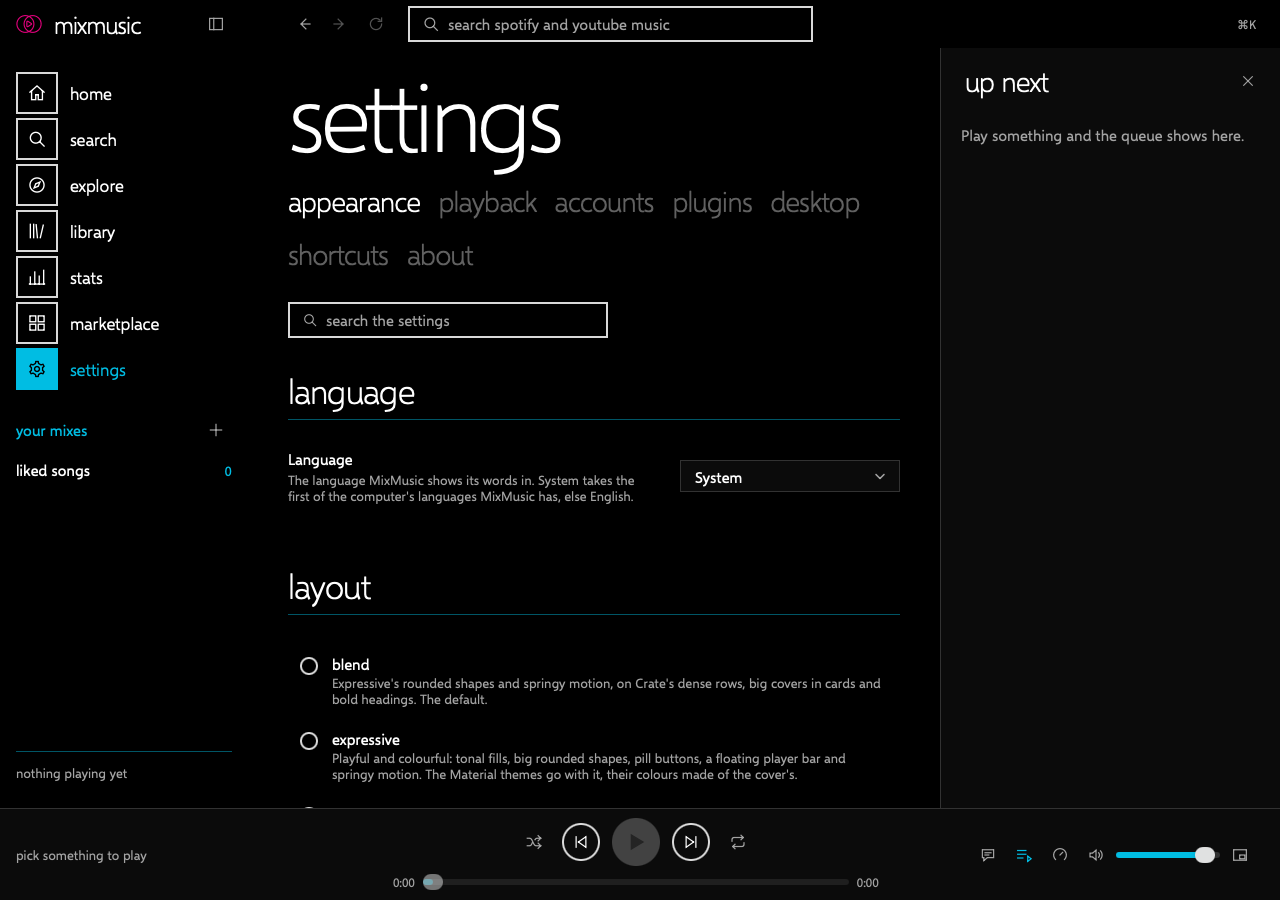 mixmusic
search spotify and youtube music
⌘K
home
search
explore
library
stats
marketplace
settings
your mixes
liked songs 0
nothing playing yet
settings
appearance playback accounts plugins desktop
shortcuts about
search the settings
language
Language
The language MixMusic shows its words in. System takes the
first of the computer's languages MixMusic has, else English.
System
layout
blend
Expressive's rounded shapes and springy motion, on Crate's dense rows, big covers in cards and
bold headings. The default.
expressive
Playful and colourful: tonal fills, big rounded shapes, pill buttons, a floating player bar and
springy motion. The Material themes go with it, their colours made of the cover's.
up next
Play something and the queue shows here.
pick something to play
0:00 0:00